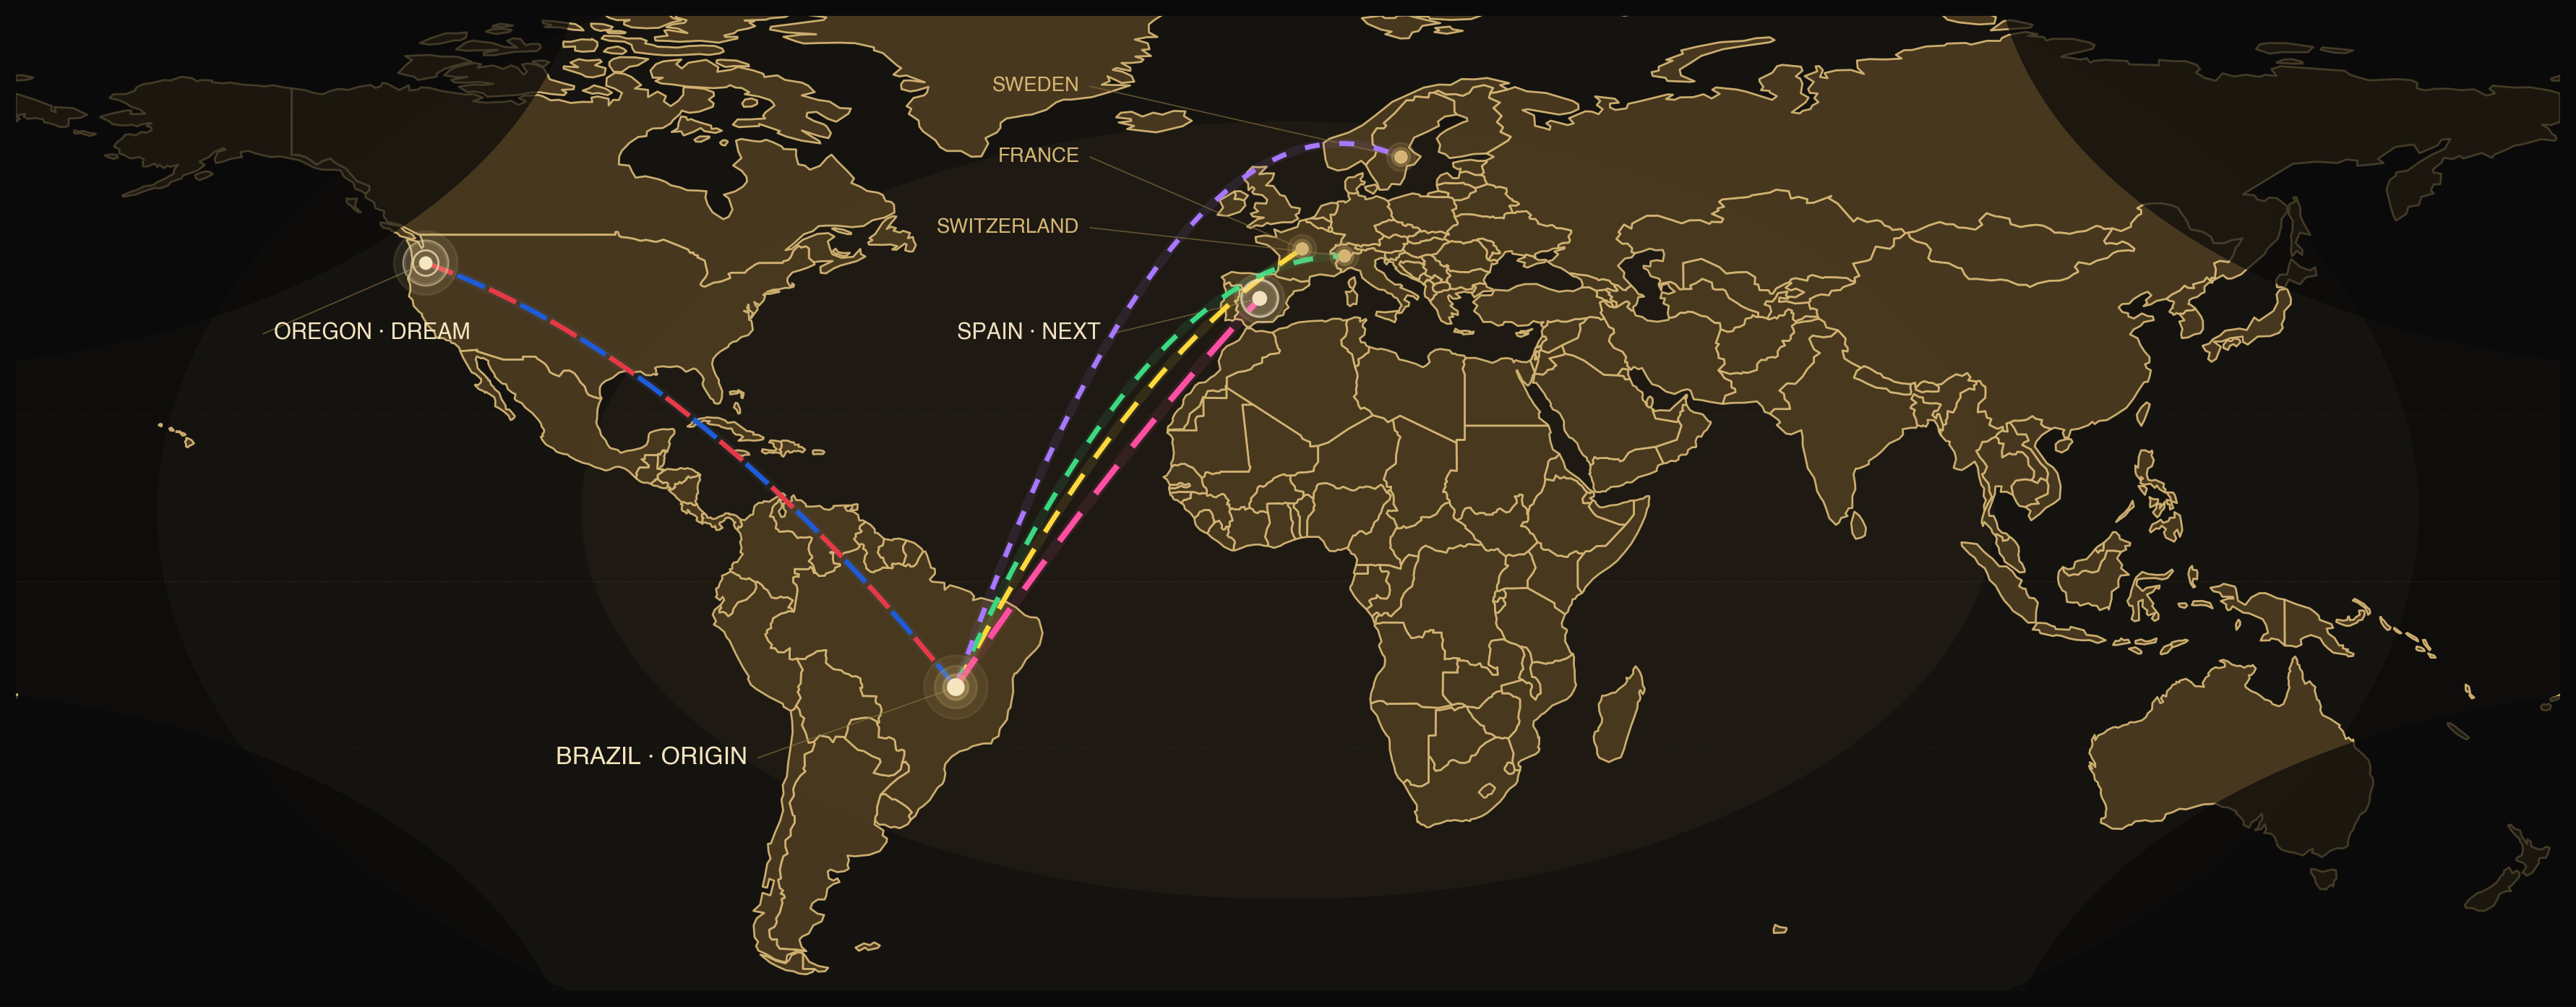 SWEDEN
FRANCE
SWITZERLAND
OREGON · DREAM
SPAIN · NEXT
BRAZIL · ORIGIN